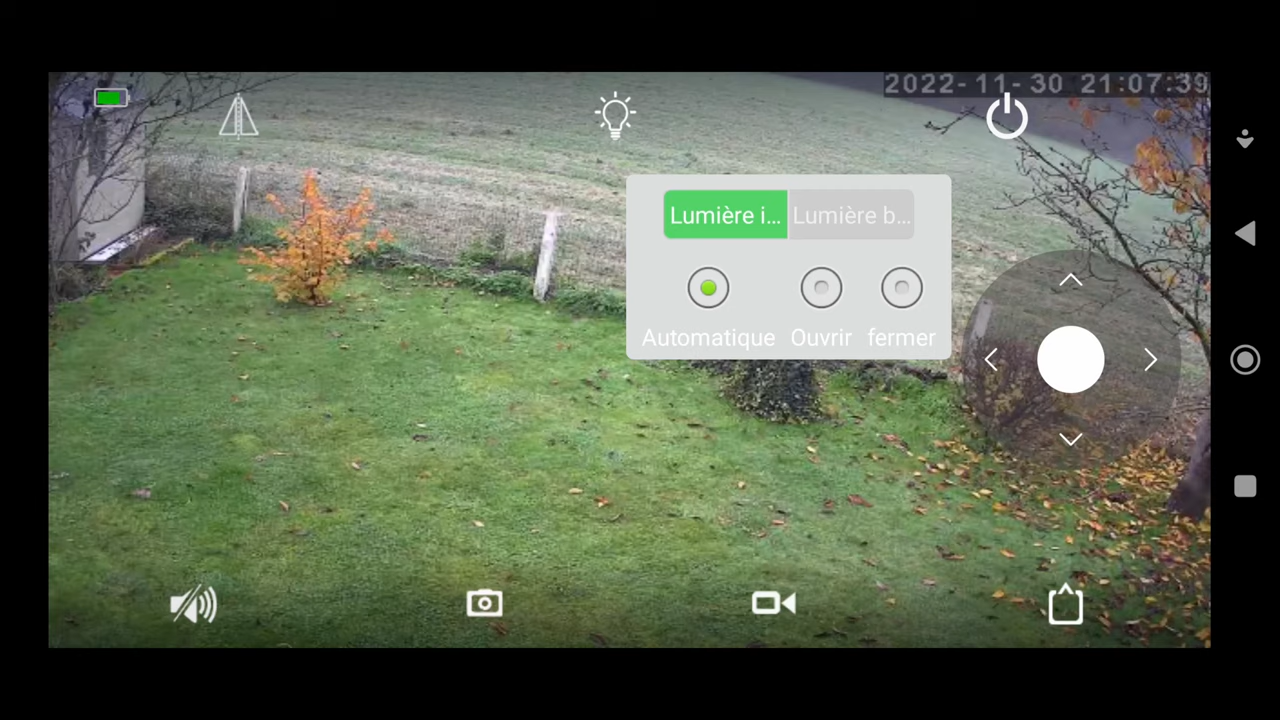 2022-11-30 21:07:39
Lumière i... Lumière b...
Automatique Ouvrir fermer